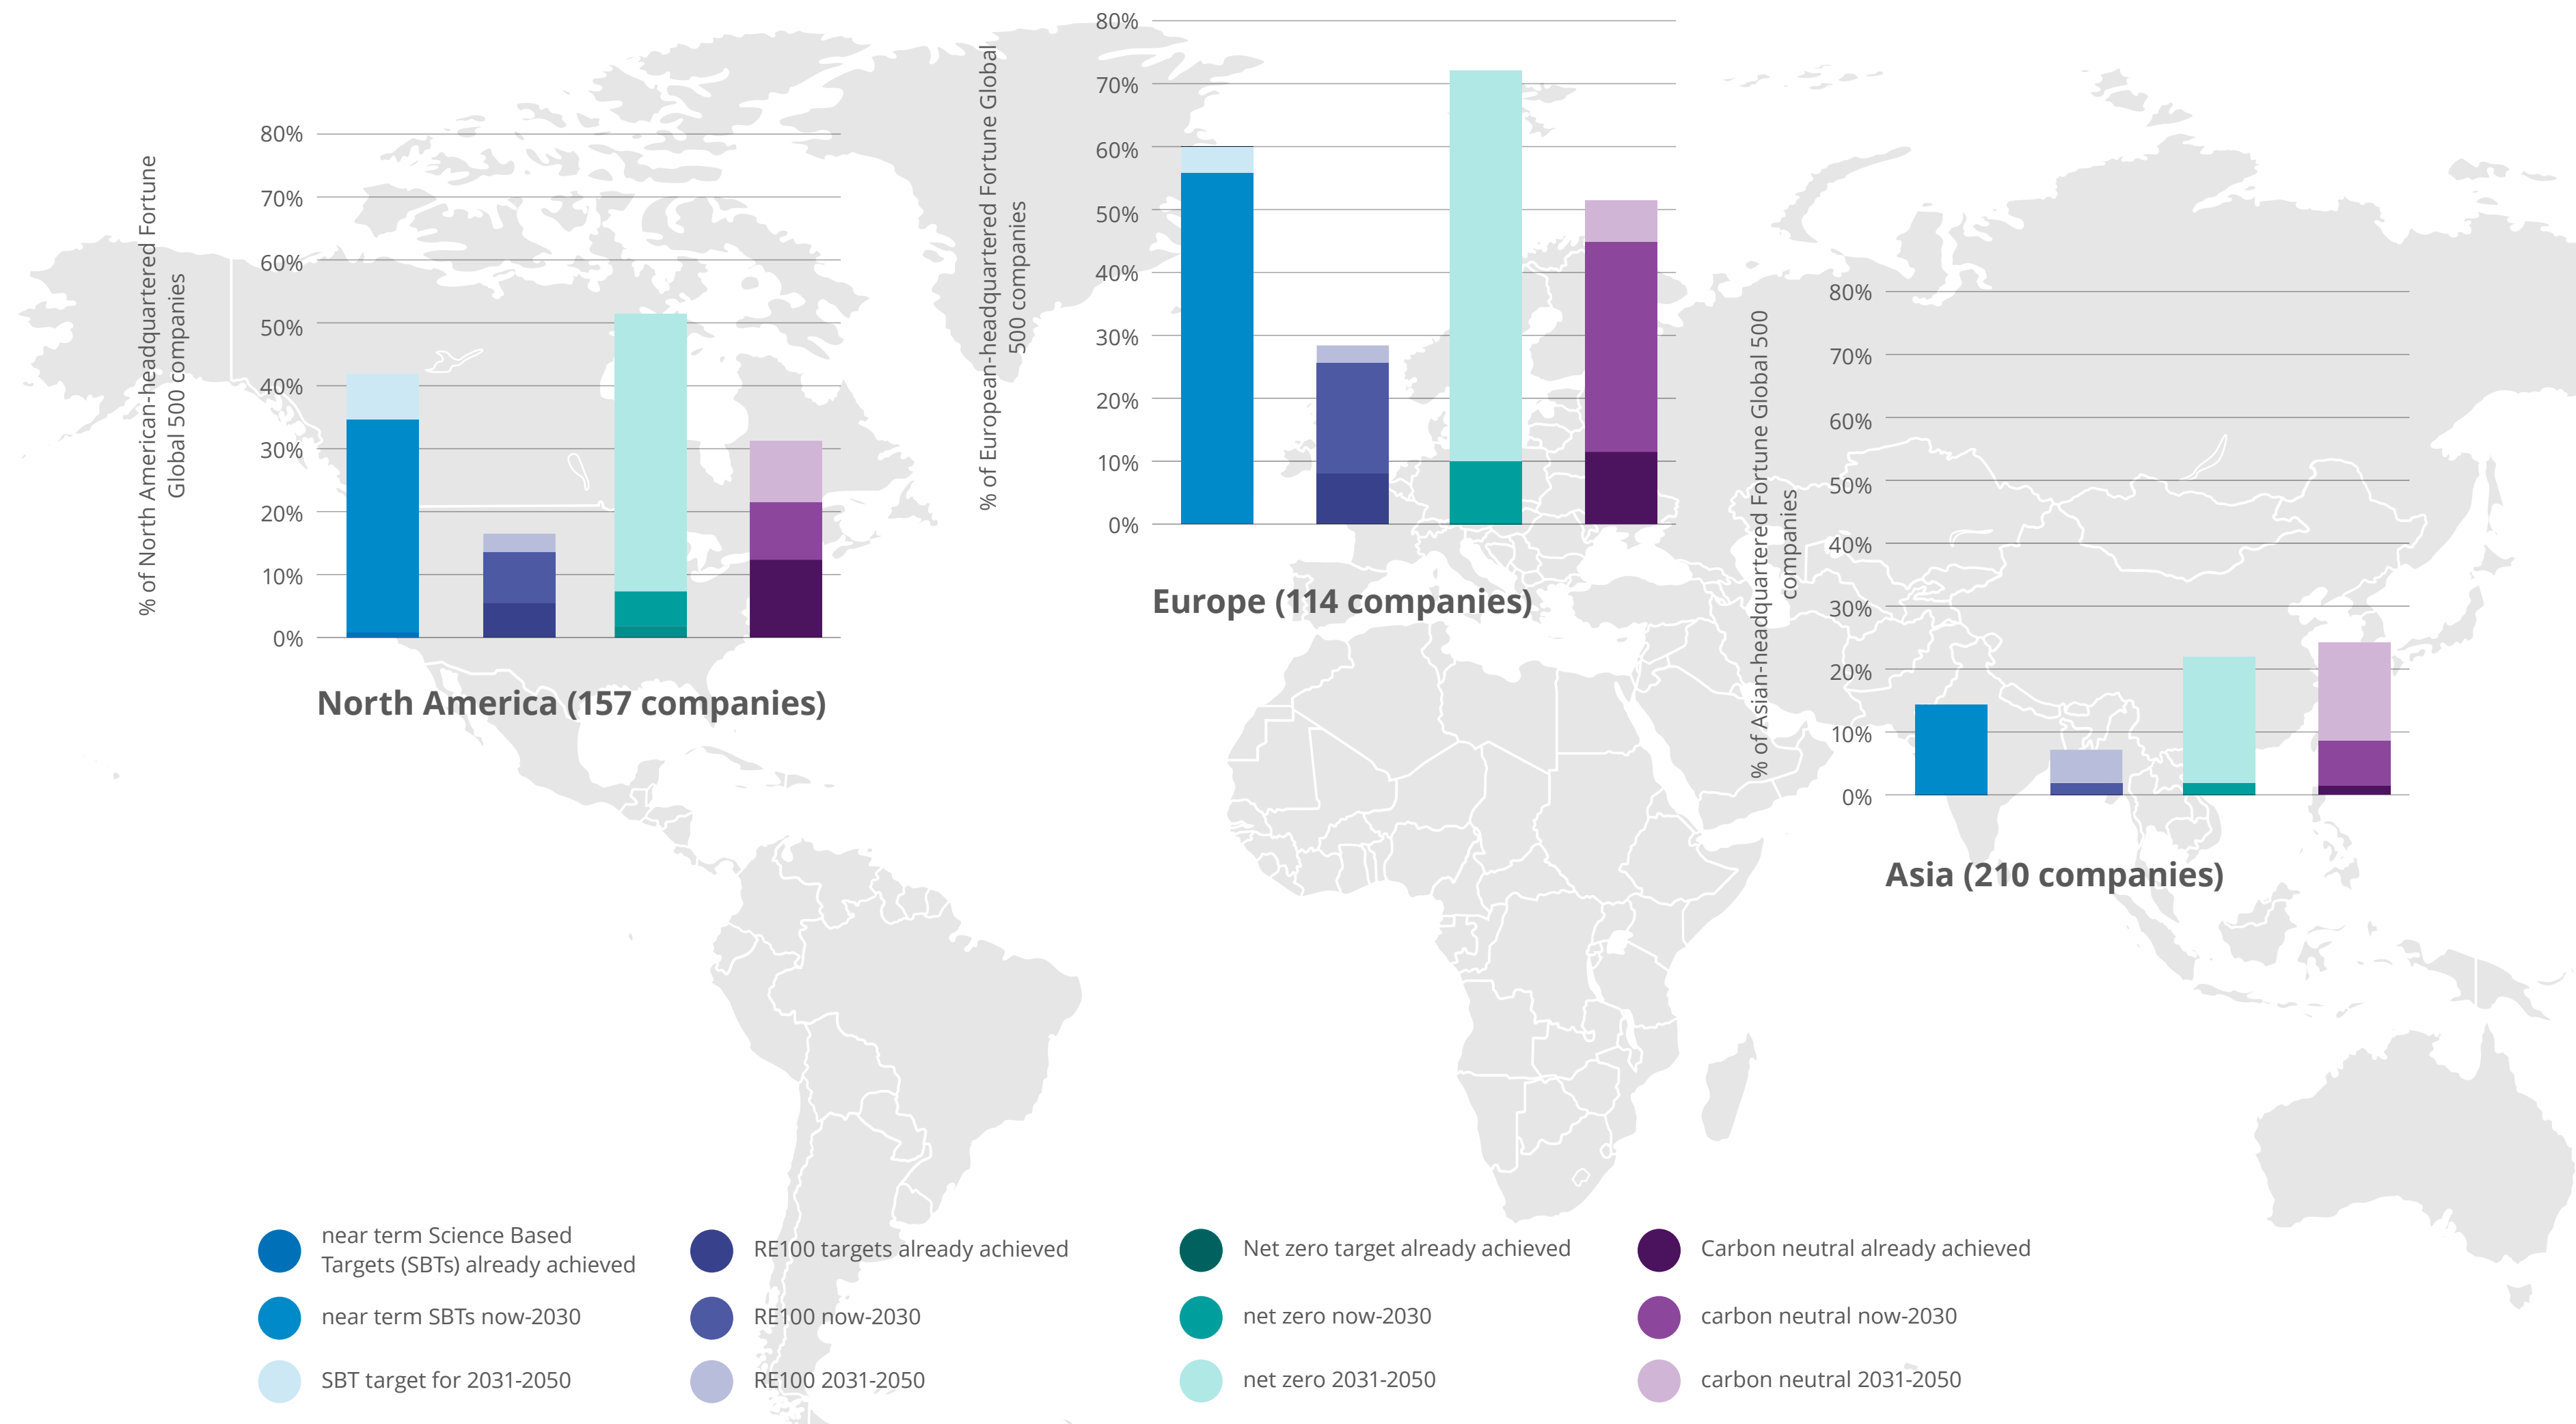 % of North American-headquartered Fortune
Global 500 companies
80%
70%
60%
50%
40%
30%
20%
10%
0%
North America (157 companies)
% of European-headquartered Fortune Global
500 companies
80%
70%
60%
50%
40%
30%
20%
10%
0%
Europe (114 companies)
% of Asian-headquartered Fortune Global 500
companies
80%
70%
60%
50%
40%
30%
20%
10%
0%
Asia (210 companies)
near term Science Based
Targets (SBTs) already achieved
near term SBTs now-2030
SBT target for 2031-2050
RE100 targets already achieved
RE100 now-2030
RE100 2031-2050
Net zero target already achieved
net zero now-2030
net zero 2031-2050
Carbon neutral already achieved
carbon neutral now-2030
carbon neutral 2031-2050